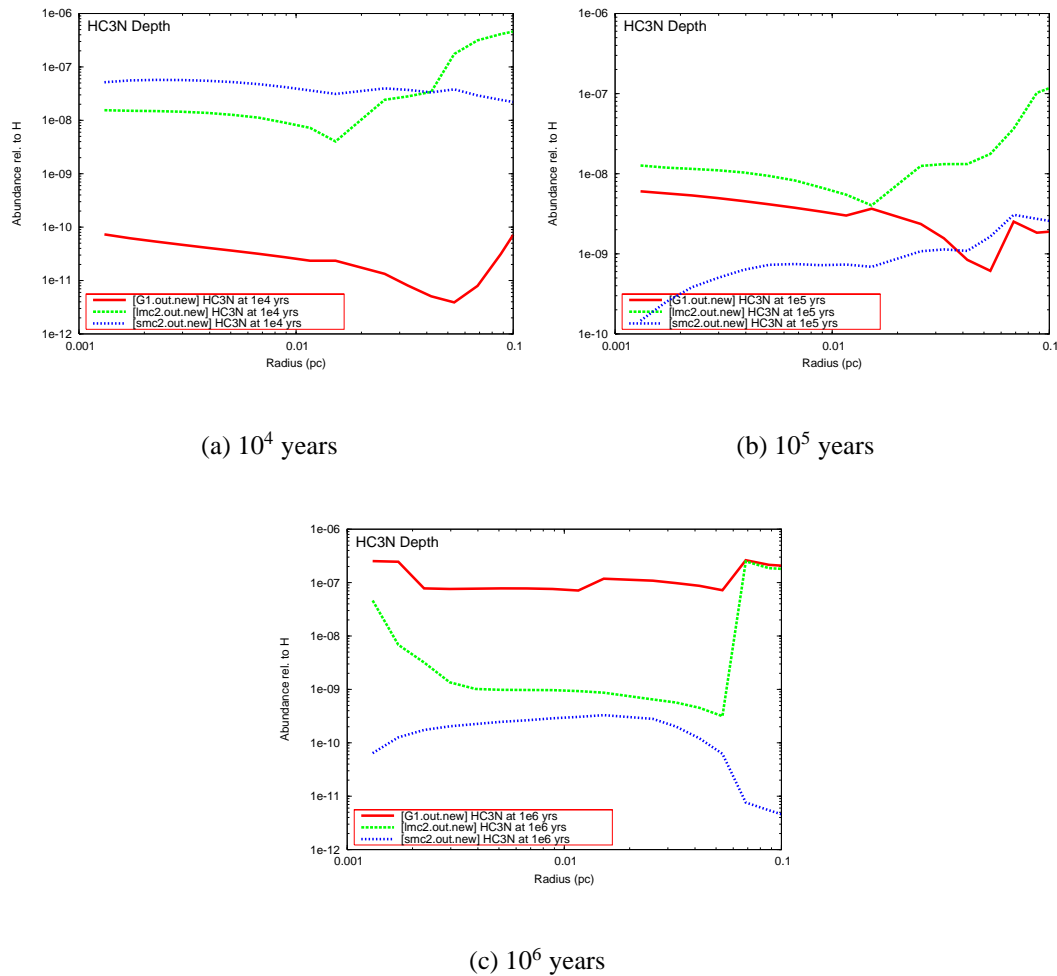 HC3N Depth
1e-06
1e-07
1e-08
1e-09
1e-10
1e-11
1e-12
Abundance rel. to H
[G1.out.new] HC3N at 1e4 yrs
[lmc2.out.new] HC3N at 1e4 yrs
[smc2.out.new] HC3N at 1e4 yrs
0.001 0.01 0.1
Radius (pc)
(a) 10⁴ years
HC3N Depth
1e-06
1e-07
1e-08
1e-09
1e-10
Abundance rel. to H
[G1.out.new] HC3N at 1e5 yrs
[lmc2.out.new] HC3N at 1e5 yrs
[smc2.out.new] HC3N at 1e5 yrs
0.001 0.01 0.1
Radius (pc)
(b) 10⁵ years
HC3N Depth
1e-06
1e-07
1e-08
1e-09
1e-10
1e-11
1e-12
Abundance rel. to H
[G1.out.new] HC3N at 1e6 yrs
[lmc2.out.new] HC3N at 1e6 yrs
[smc2.out.new] HC3N at 1e6 yrs
0.001 0.01 0.1
Radius (pc)
(c) 10⁶ years